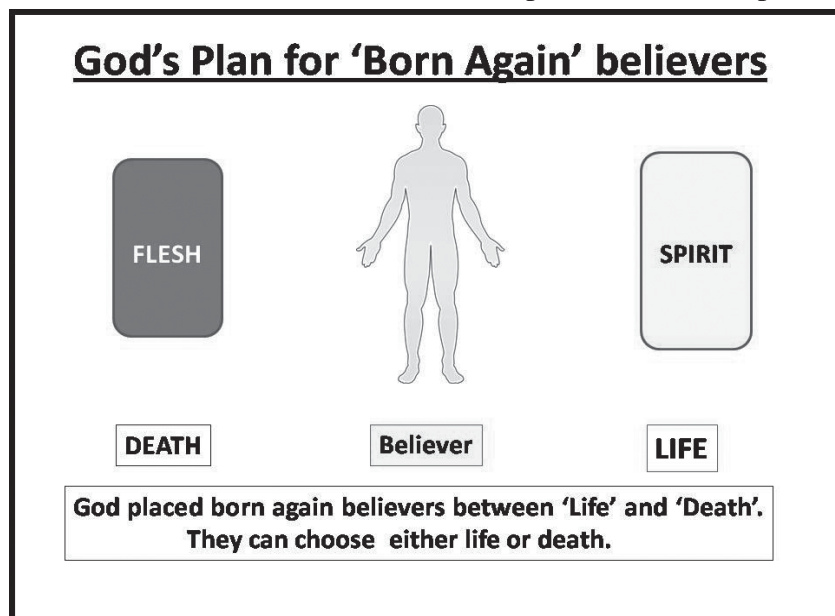 God's Plan for 'Born Again' believers
FLESH
SPIRIT
DEATH
Believer
LIFE
God placed born again believers between 'Life' and 'Death'.
They can choose either life or death.